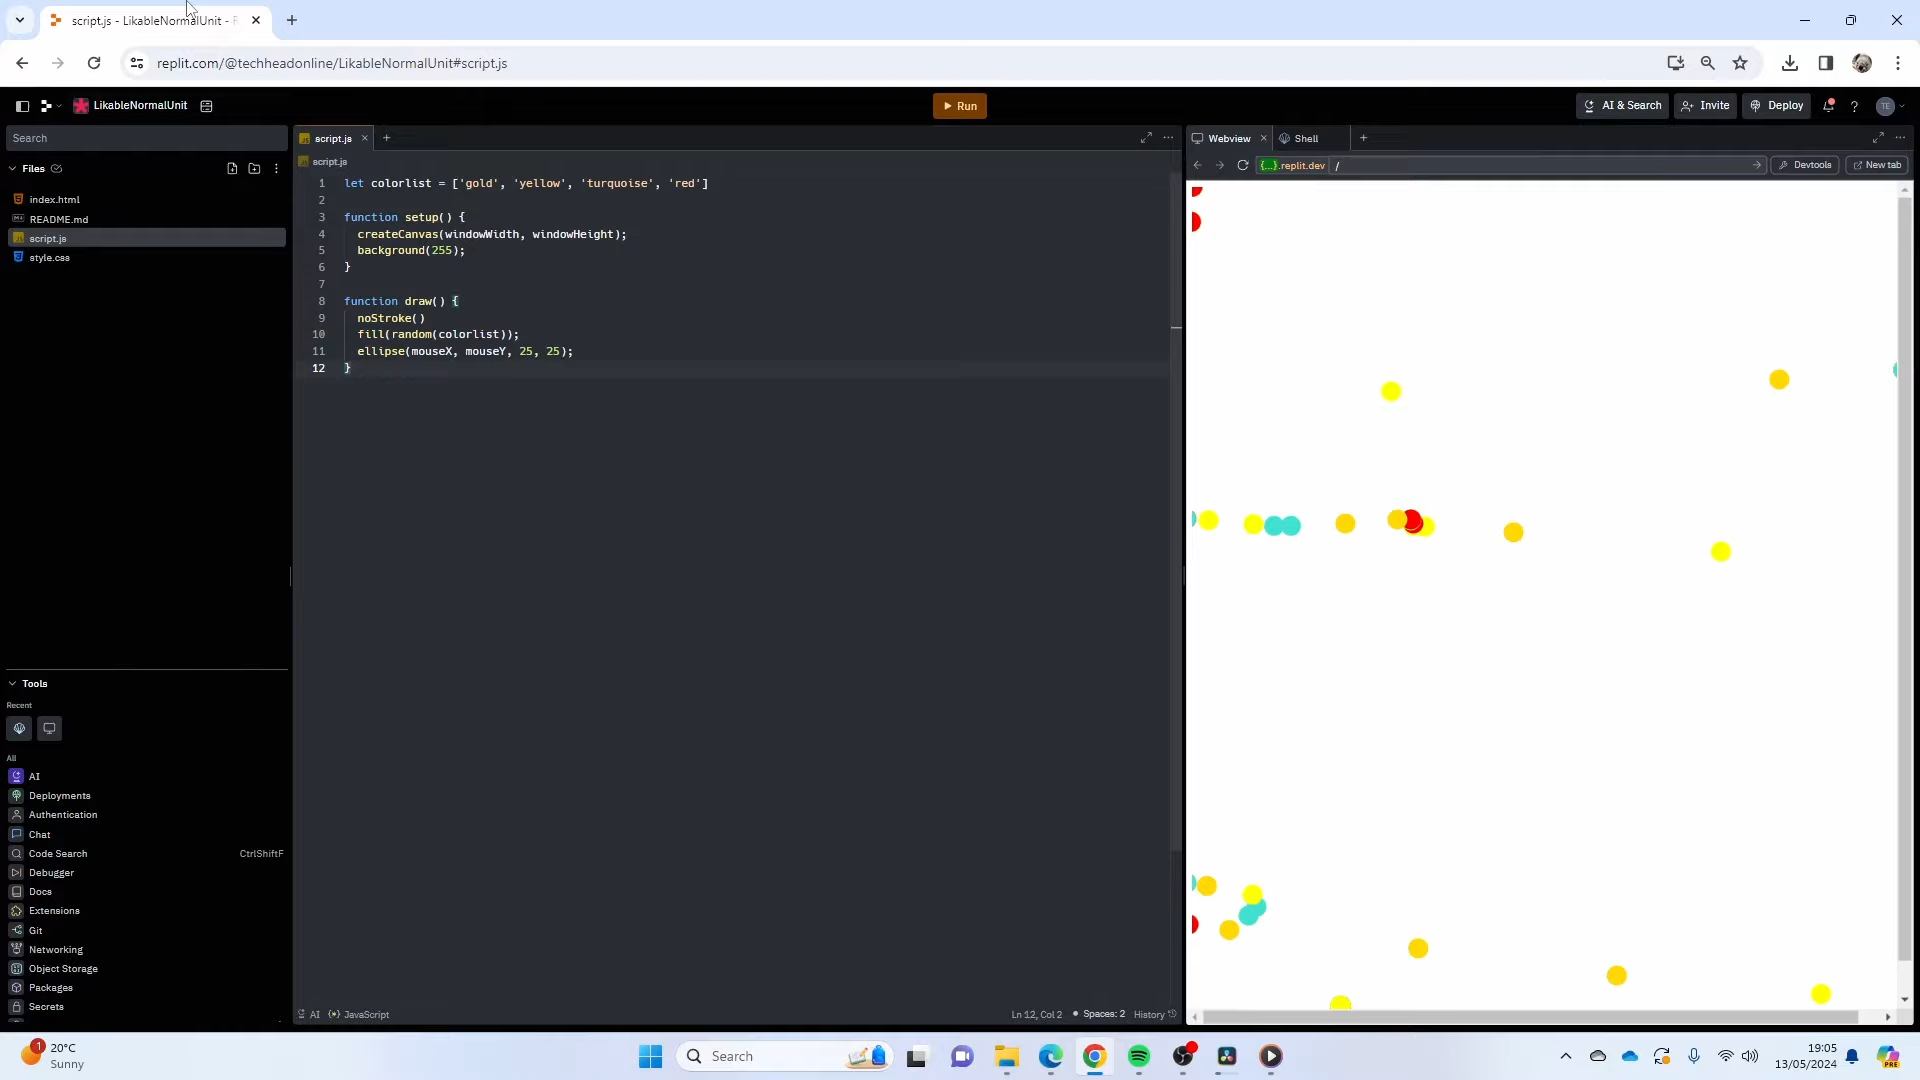 script.js - LikableNormalUnit - R
replit.com/@techheadonline/LikableNormalUnit#script.js
LikableNormalUnit
Run
AI & Search
Invite
Deploy
?
TE
Search
Files
index.html
README.md
script.js
style.css
Tools
Recent
All
AI
Deployments
Authentication
Chat
Code Search CtrlShiftF
Debugger
Docs
Extensions
Git
Networking
Object Storage
Packages
Secrets
script.js
script.js
1 let colorlist = ['gold', 'yellow', 'turquoise', 'red']
2
3 function setup() {
4 createCanvas(windowWidth, windowHeight);
5 background(255);
6 }
7
8 function draw() {
9 noStroke()
10 fill(random(colorlist));
11 ellipse(mouseX, mouseY, 25, 25);
12 }
AI JavaScript
Ln 12, Col 2 Spaces: 2 History
Webview
Shell
{...}.replit.dev /
Devtools
New tab
1
20°C
Sunny
Search
19:05
13/05/2024
PRE